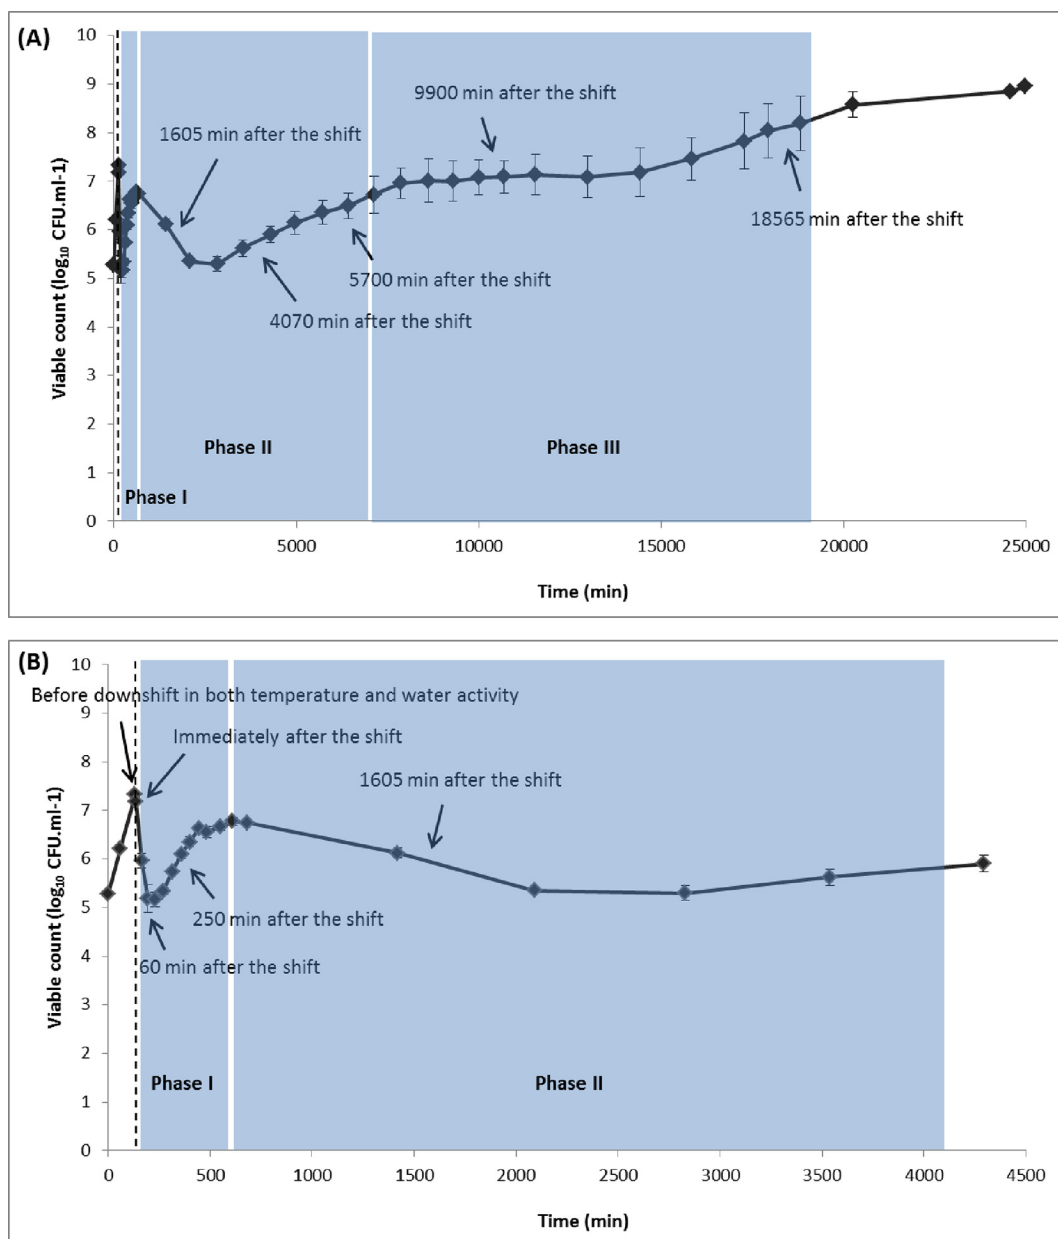 (A)
10
9
8
7
6
5
4
3
2
1
0
Viable count (log10 CFU.ml-1)
1605 min after the shift
9900 min after the shift
18565 min after the shift
5700 min after the shift
4070 min after the shift
Phase I
Phase II
Phase III
0 5000 10000 15000 20000 25000
Time (min)
(B)
10
9
8
7
6
5
4
3
2
1
0
Viable count (log10 CFU.ml-1)
Before downshift in both temperature and water activity
Immediately after the shift
1605 min after the shift
250 min after the shift
60 min after the shift
Phase I
Phase II
0 500 1000 1500 2000 2500 3000 3500 4000 4500
Time (min)